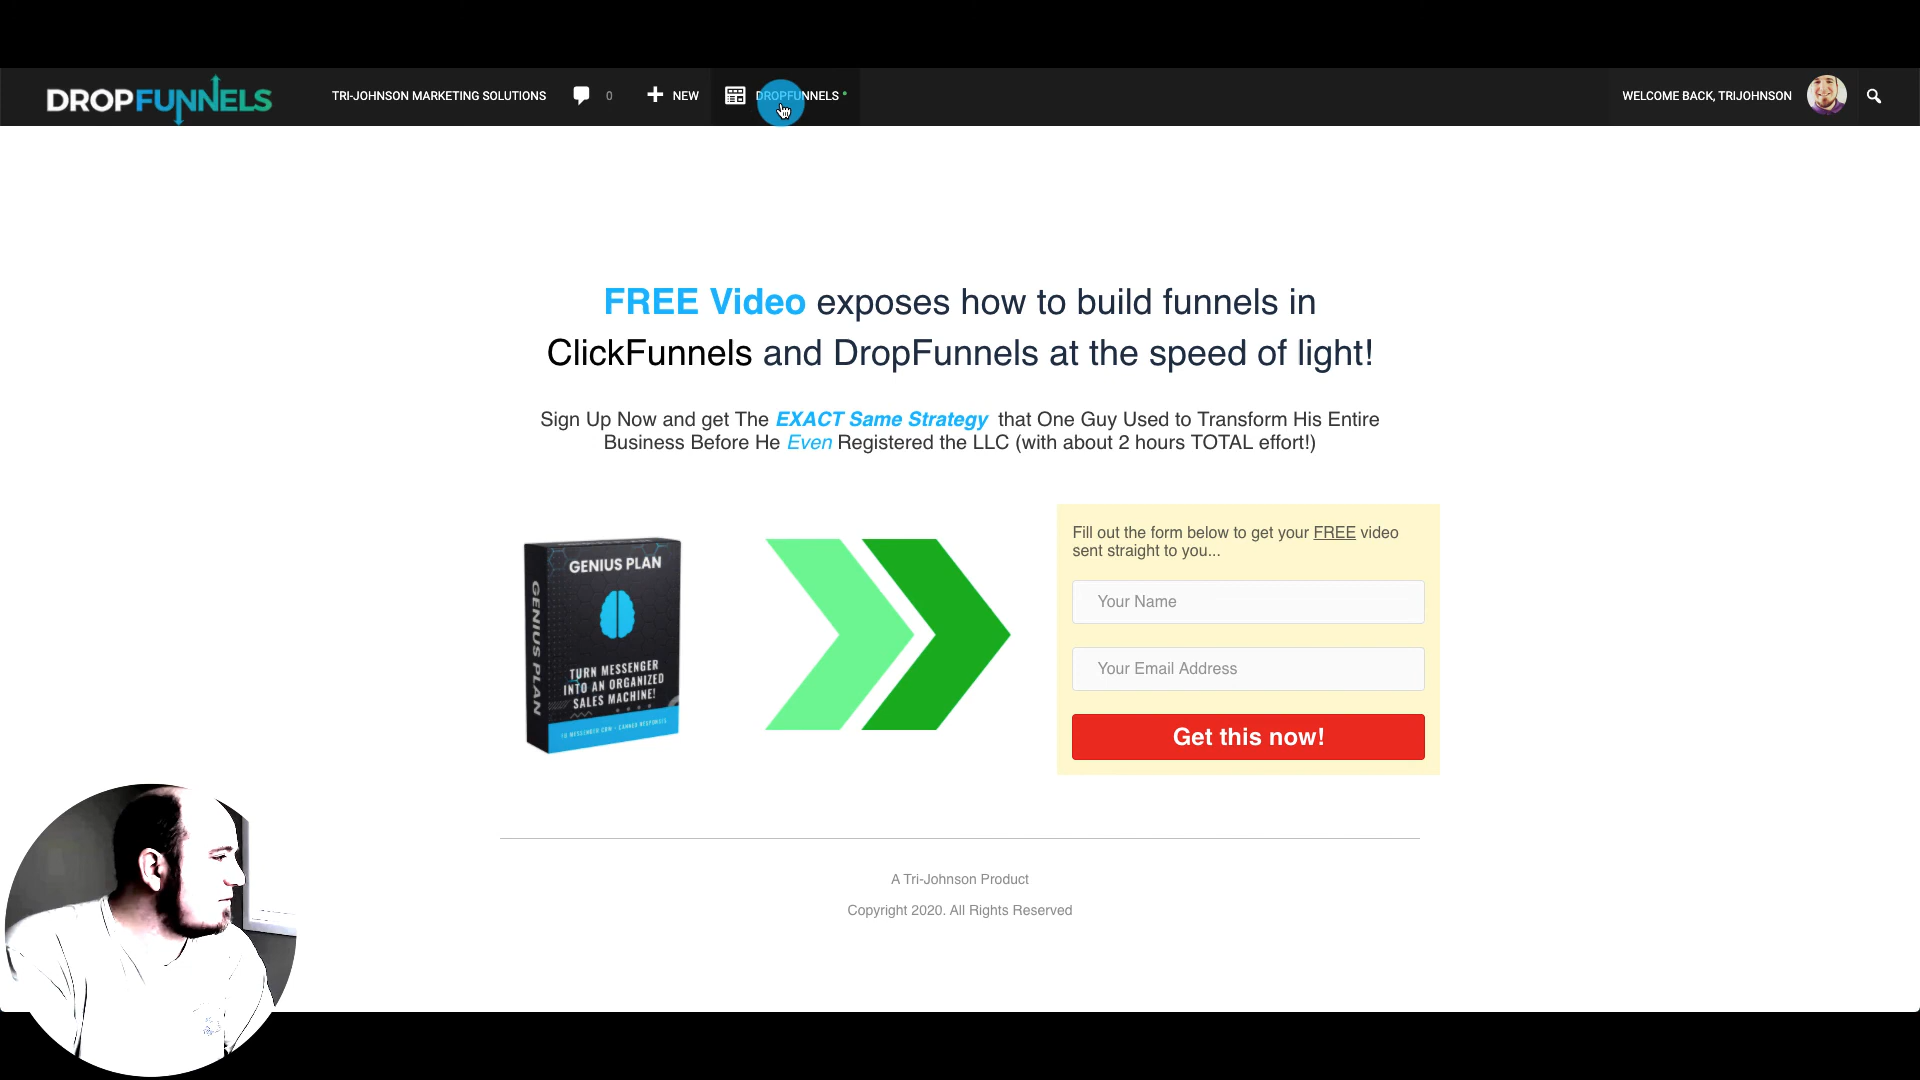 DROPFUNNELS
TRI-JOHNSON MARKETING SOLUTIONS
0
NEW
DROPFUNNELS
WELCOME BACK, TRIJOHNSON
FREE Video exposes how to build funnels in
ClickFunnels and DropFunnels at the speed of light!
Sign Up Now and get The EXACT Same Strategy that One Guy Used to Transform His Entire
Business Before He Even Registered the LLC (with about 2 hours TOTAL effort!)
GENIUS PLAN
GENIUS PLAN
TURN MESSENGER
INTO AN ORGANIZED
SALES MACHINE!
Fill out the form below to get your FREE video
sent straight to you...
Your Name
Your Email Address
Get this now!
A Tri-Johnson Product
Copyright 2020. All Rights Reserved